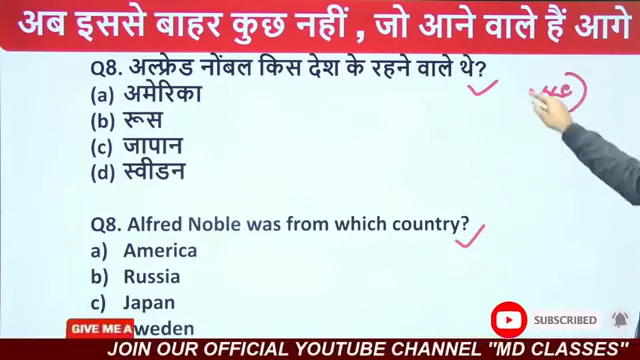 अब इससे बाहर कुछ नहीं , जो आने वाले हैं आगे
Q8. अल्फ्रेड नोंबल किस देश के रहने वाले थे?
(a) अमेरिका
(b) रूस
(c) जापान
(d) स्वीडन
Q8. Alfred Noble was from which country?
a) America
b) Russia
c) Japan
weden
GIVE ME A
SUBSCRIBED
JOIN OUR OFFICIAL YOUTUBE CHANNEL "MD CLASSES"